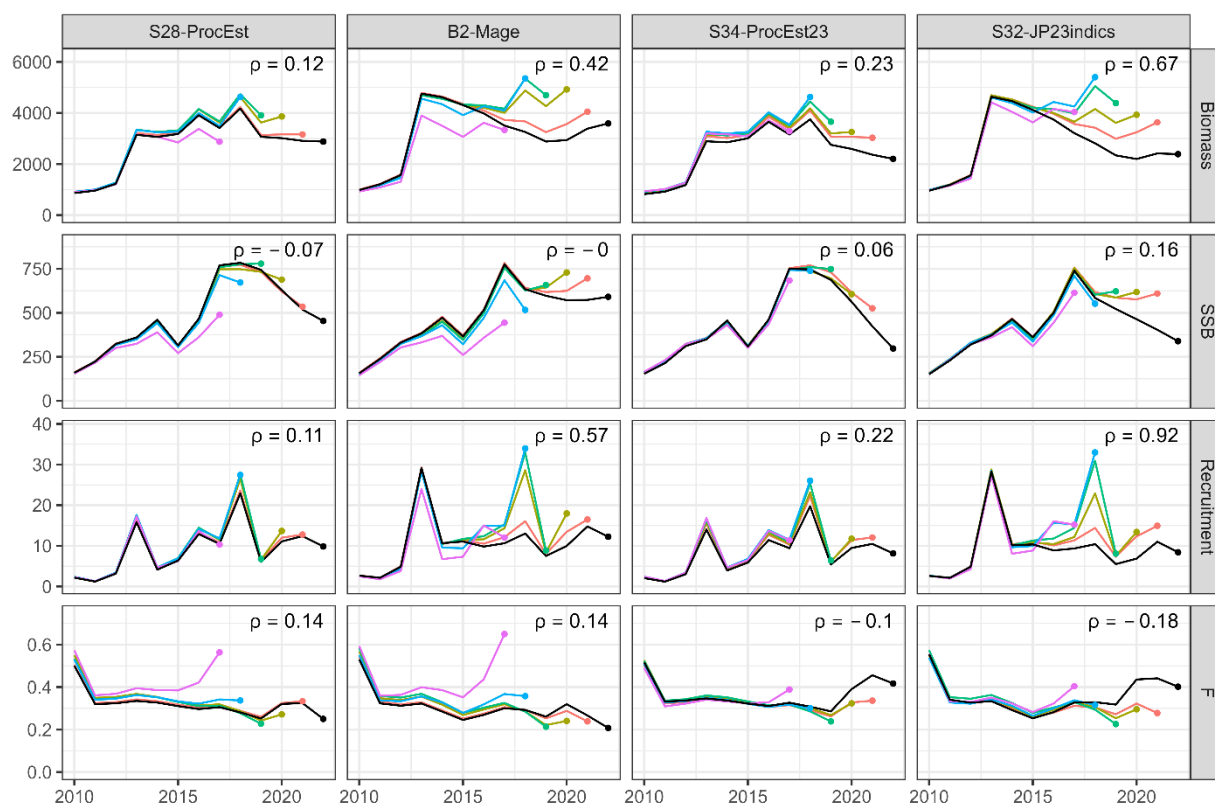 S28-ProcEst B2-Mage S34-ProcEst23 S32-JP23indics
ρ = 0.12 ρ = 0.42 ρ = 0.23 ρ = 0.67
6000
4000
2000
0
Biomass
ρ = − 0.07 ρ = − 0 ρ = 0.06 ρ = 0.16
750
500
250
0
SSB
ρ = 0.11 ρ = 0.57 ρ = 0.22 ρ = 0.92
40
30
20
10
0
Recruitment
ρ = 0.14 ρ = 0.14 ρ = − 0.1 ρ = − 0.18
0.6
0.4
0.2
0.0
F
2010 2015 2020 2010 2015 2020 2010 2015 2020 2010 2015 2020